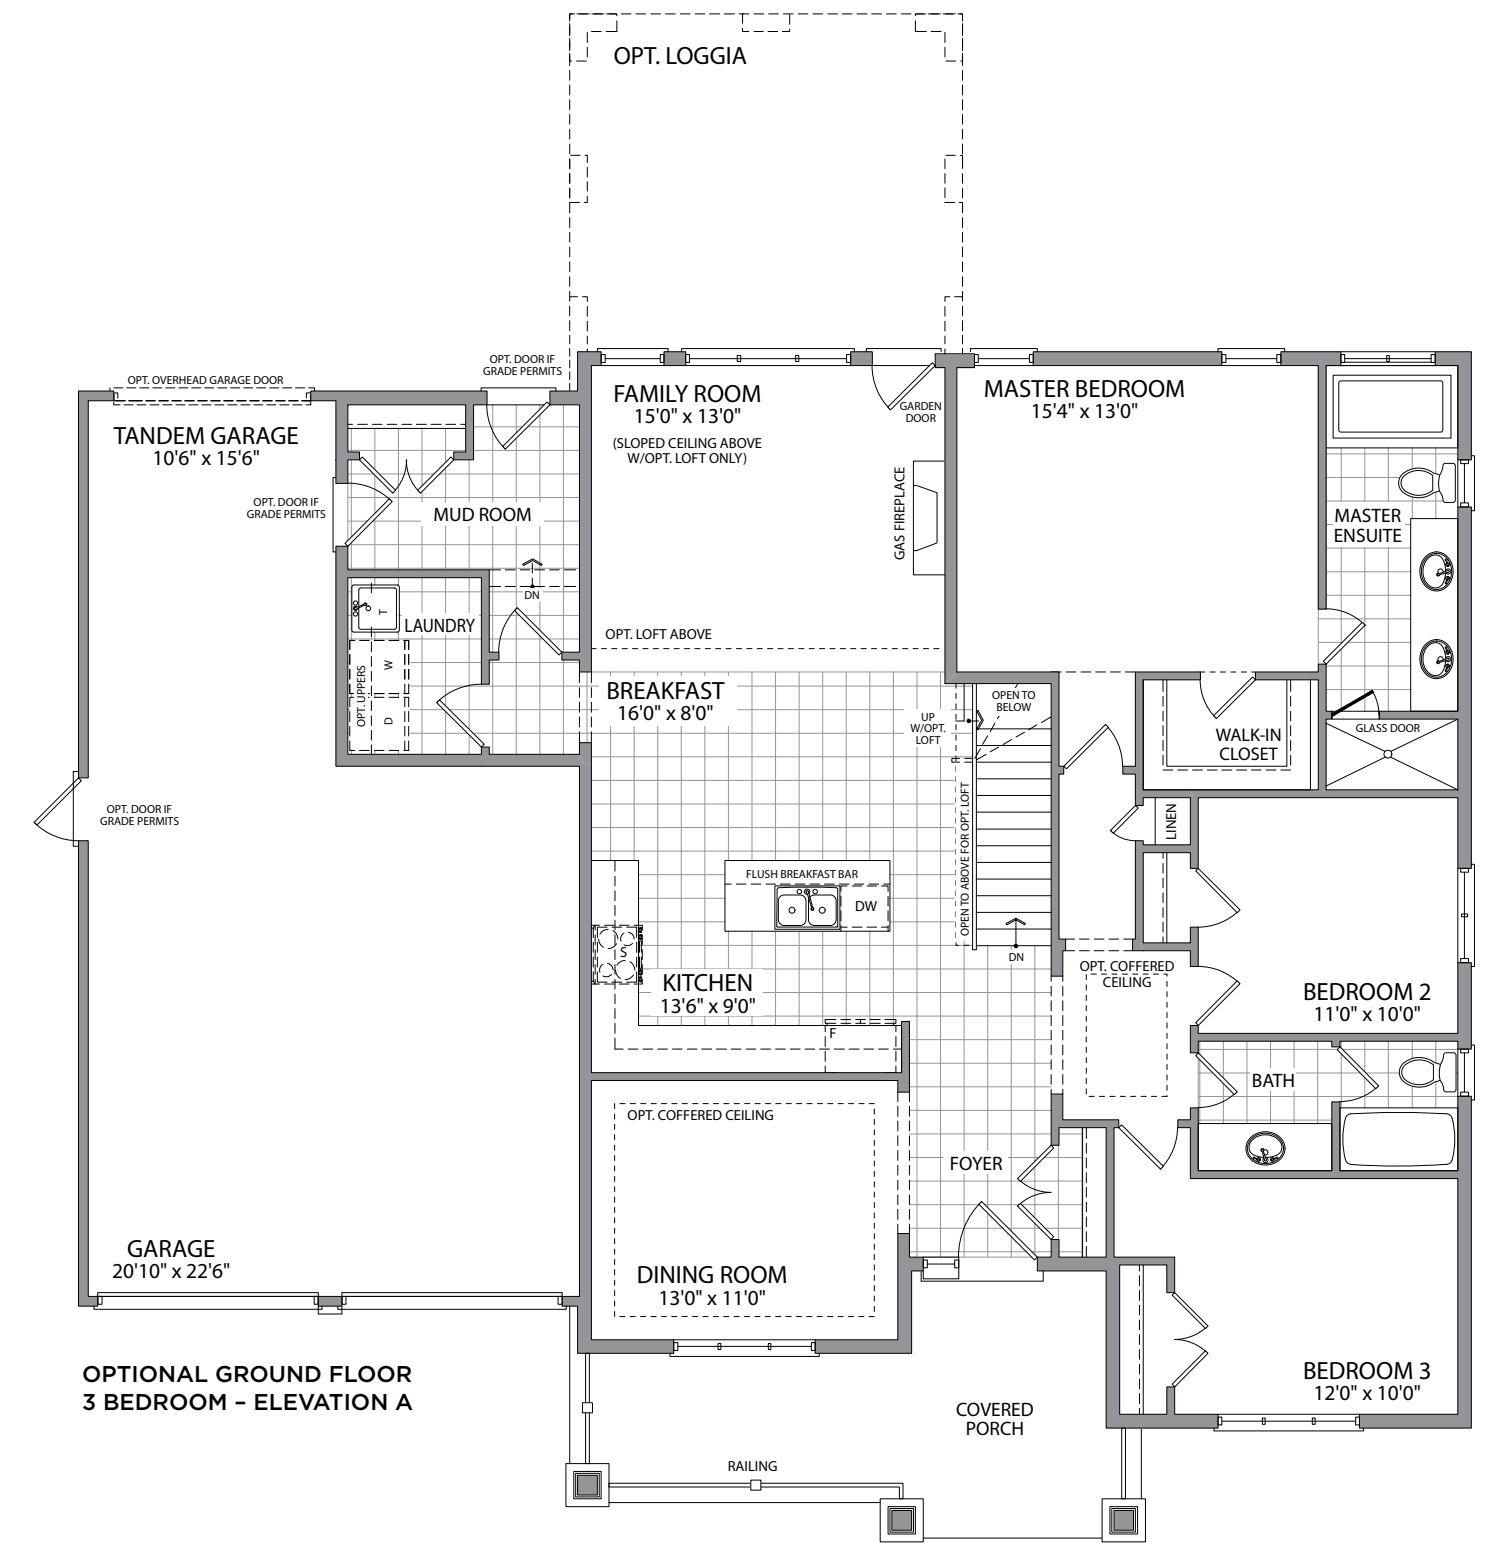 OPT. LOGGIA
OPT. DOOR IF
GRADE PERMITS
OPT. OVERHEAD GARAGE DOOR
TANDEM GARAGE
10'6" x 15'6"
OPT. DOOR IF
GRADE PERMITS
MUD ROOM
DN
T
LAUNDRY
OPT. UPPERS
W
D
FAMILY ROOM
15'0" x 13'0"
(SLOPED CEILING ABOVE
W/OPT. LOFT ONLY)
GARDEN
DOOR
GAS FIREPLACE
OPT. LOFT ABOVE
MASTER BEDROOM
15'4" x 13'0"
MASTER
ENSUITE
BREAKFAST
16'0" x 8'0"
UP
W/OPT.
LOFT
OPEN TO
BELOW
OPEN TO ABOVE FOR OPT. LOFT
DN
WALK-IN
CLOSET
GLASS DOOR
LINEN
OPT. DOOR IF
GRADE PERMITS
FLUSH BREAKFAST BAR
DW
S
KITCHEN
13'6" x 9'0"
F
OPT. COFFERED
CEILING
BEDROOM 2
11'0" x 10'0"
BATH
OPT. COFFERED CEILING
FOYER
GARAGE
20'10" x 22'6"
DINING ROOM
13'0" x 11'0"
BEDROOM 3
12'0" x 10'0"
OPTIONAL GROUND FLOOR
3 BEDROOM – ELEVATION A
COVERED
PORCH
RAILING